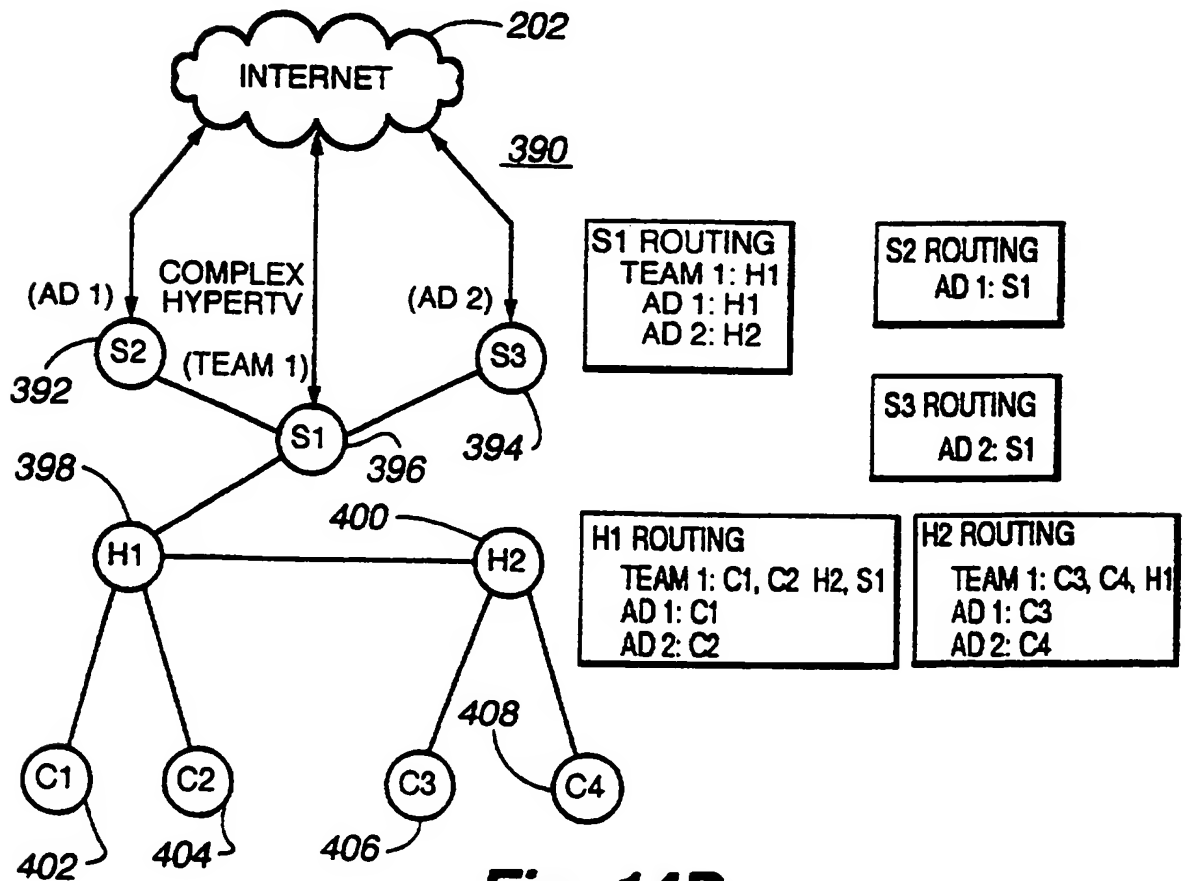 202
INTERNET
390
COMPLEX
HYPERTV
(AD 1)
(AD 2)
S2
(TEAM 1)
S3
392
S1
394
396
398
400
H1
H2
408
C1
C2
C3
C4
402
404
406
S1 ROUTING
TEAM 1: H1
AD 1: H1
AD 2: H2
S2 ROUTING
AD 1: S1
S3 ROUTING
AD 2: S1
H1 ROUTING
TEAM 1: C1, C2 H2, S1
AD 1: C1
AD 2: C2
H2 ROUTING
TEAM 1: C3, C4, H1
AD 1: C3
AD 2: C4